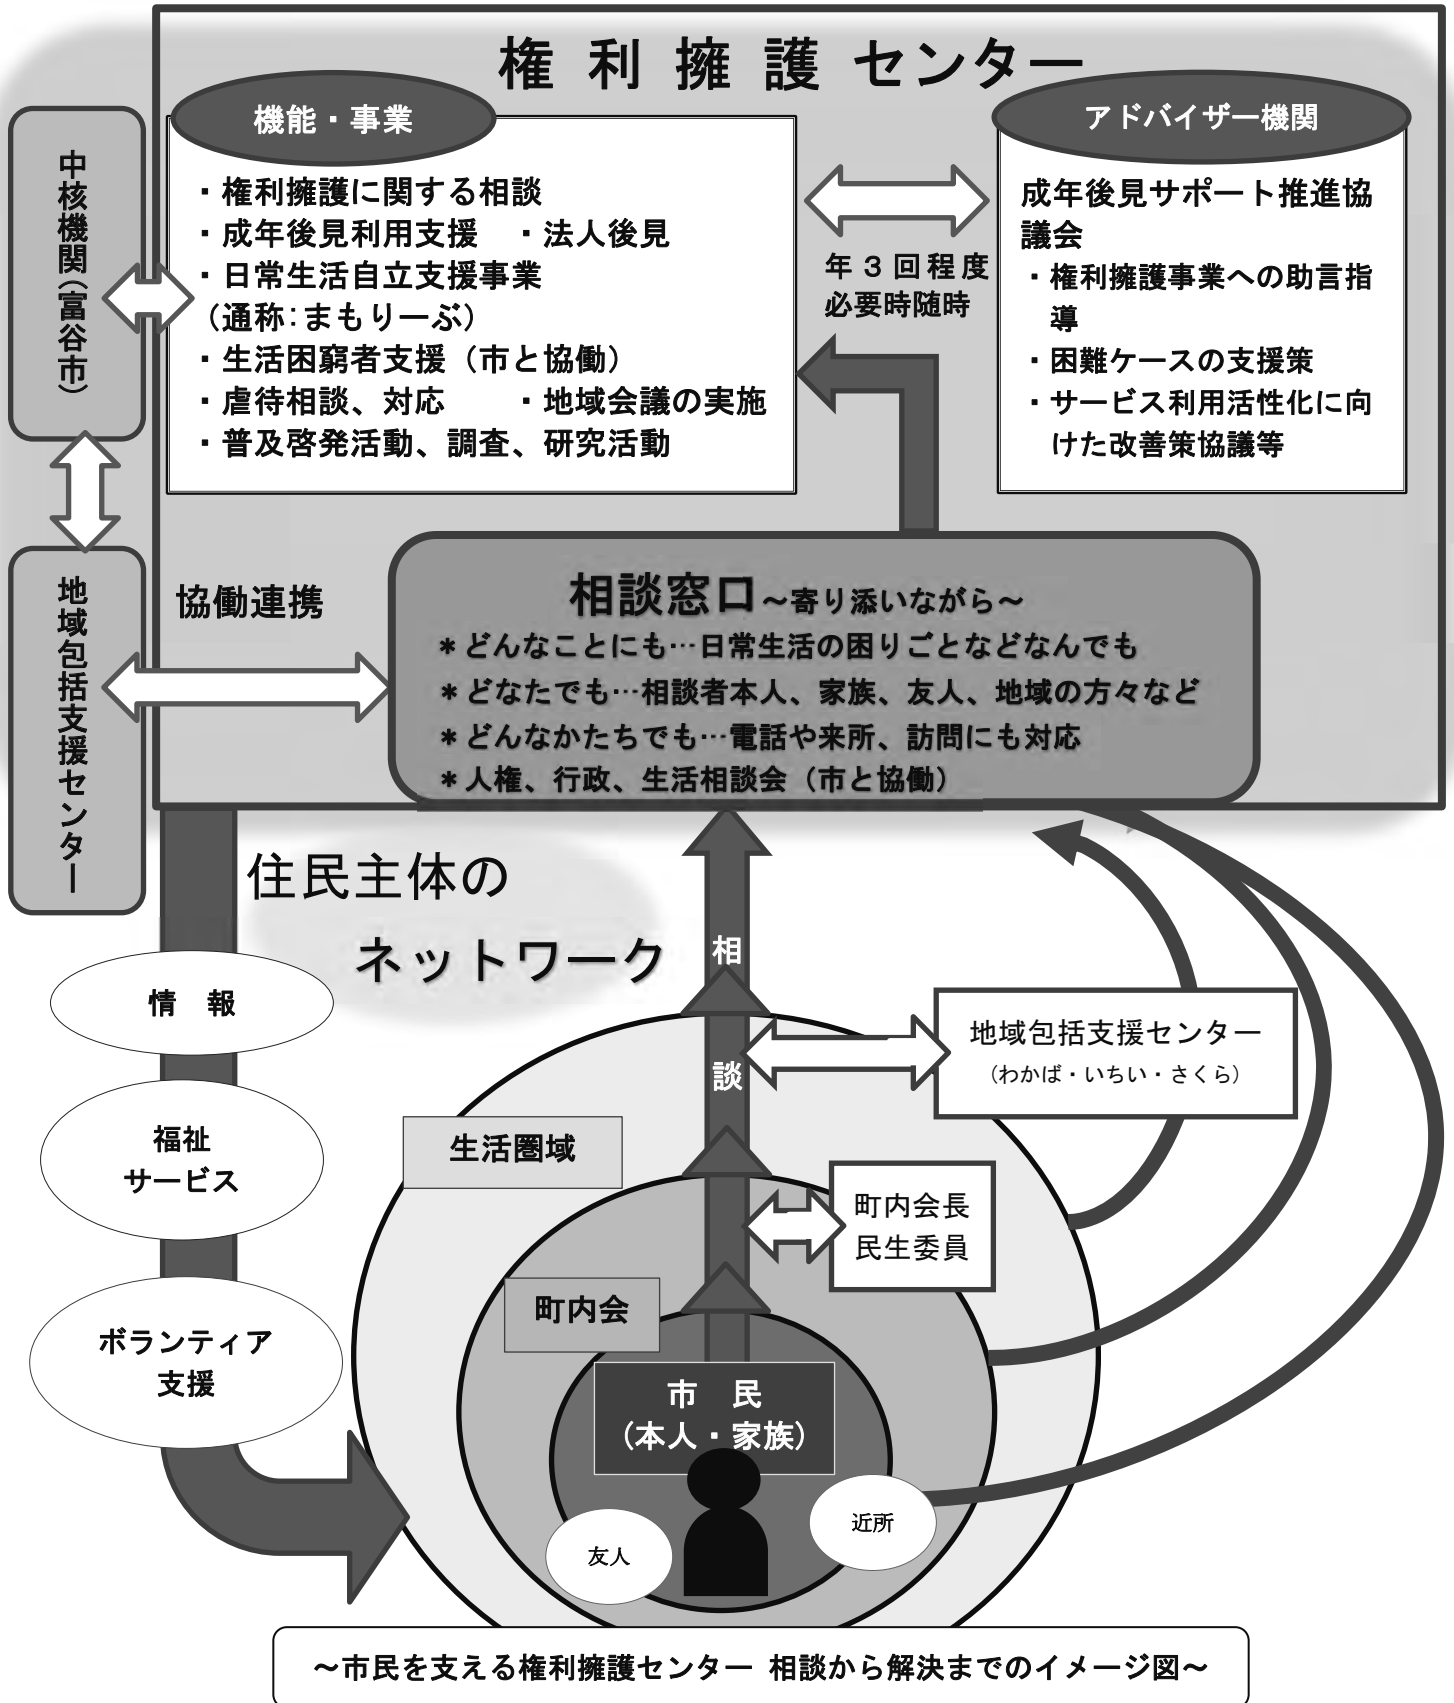 権利擁護センター
機能・事業
・権利擁護に関する相談
・成年後見利用支援　・法人後見
・日常生活自立支援事業
（通称：まもりーぶ）
・生活困窮者支援（市と協働）
・虐待相談、対応　・地域会議の実施
・普及啓発活動、調査、研究活動
年３回程度
必要時随時
アドバイザー機関
成年後見サポート推進協
議会
・権利擁護事業への助言指
導
・困難ケースの支援策
・サービス利用活性化に向
けた改善策協議等
中核機関（富谷市）
地域包括支援センター
協働連携
相談窓口～寄り添いながら～
＊どんなことにも…日常生活の困りごとなどなんでも
＊どなたでも…相談者本人、家族、友人、地域の方々など
＊どんなかたちでも…電話や来所、訪問にも対応
＊人権、行政、生活相談会（市と協働）
住民主体の
ネットワーク
情　報
福祉
サービス
ボランティア
支援
相
談
地域包括支援センター
（わかば・いちい・さくら）
生活圏域
町内会長
民生委員
町内会
市　民
（本人・家族）
友人
近所
～市民を支える権利擁護センター 相談から解決までのイメージ図～